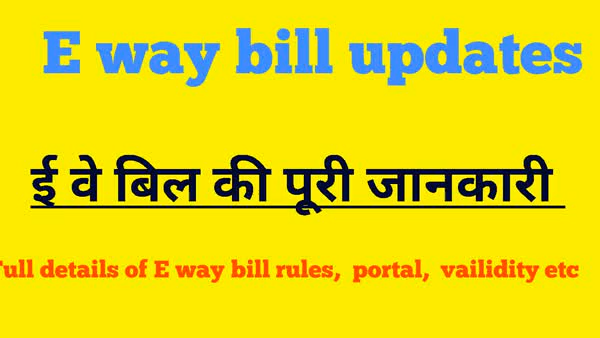 E way bill updates
ई वे बिल की पूरी जानकारी
Full details of E way bill rules, portal, vailidity etc